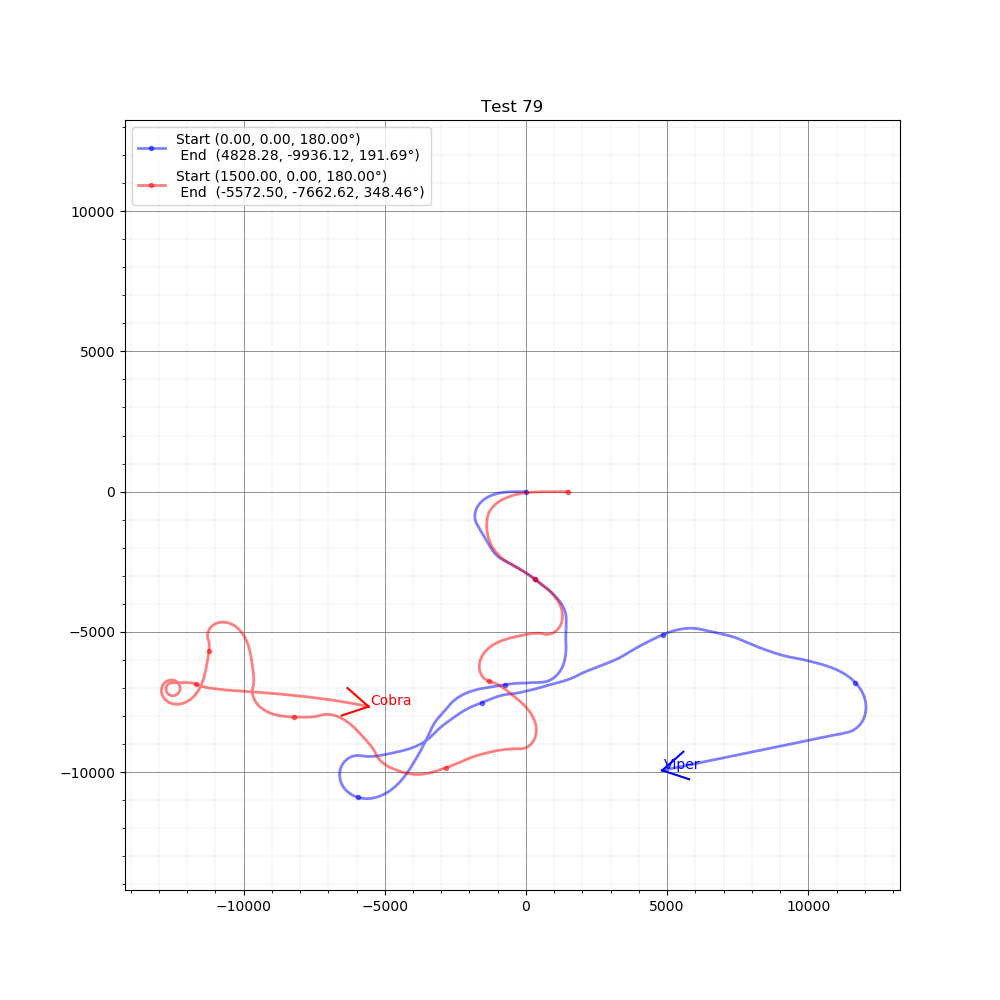 Test 79
Start (0.00, 0.00, 180.00°)
End (4828.28, -9936.12, 191.69°)
Start (1500.00, 0.00, 180.00°)
End (-5572.50, -7662.62, 348.46°)
10000
5000
0
−5000
−10000
Cobra
Viper
−10000 −5000 0 5000 10000